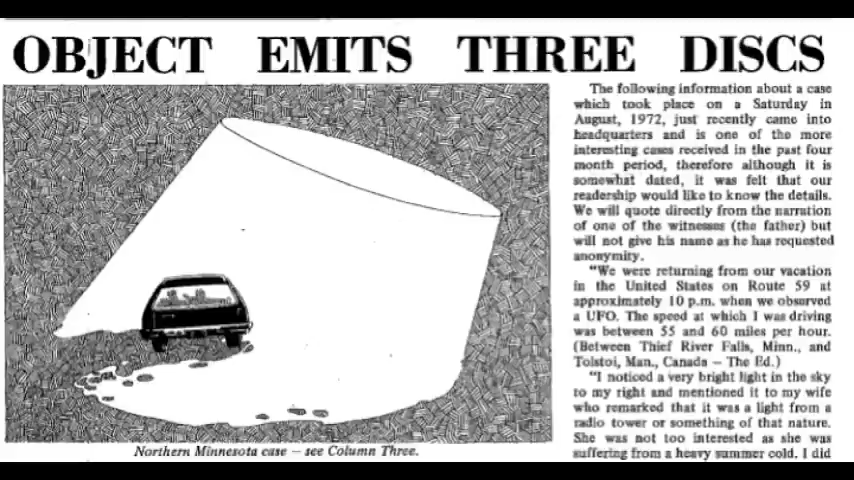 OBJECT EMITS THREE DISCS
Northern Minnesota case – see Column Three.
The following information about a case
which took place on a Saturday in
August, 1972, just recently came into
headquarters and is one of the more
interesting cases received in the past four
month period, therefore although it is
somewhat dated, it was felt that our
readership would like to know the details.
We will quote directly from the narration
of one of the witnesses (the father) but
will not give his name as he has requested
anonymity.
"We were returning from our vacation
in the United States on Route 59 at
approximately 10 p.m. when we observed
a UFO. The speed at which I was driving
was between 55 and 60 miles per hour.
(Between Thief River Falls, Minn., and
Tolstoi, Man., Canada – The Ed.)
"I noticed a very bright light in the sky
to my right and mentioned it to my wife
who remarked that it was a light from a
radio tower or something of that nature.
She was not too interested as she was
suffering from a heavy summer cold. I did